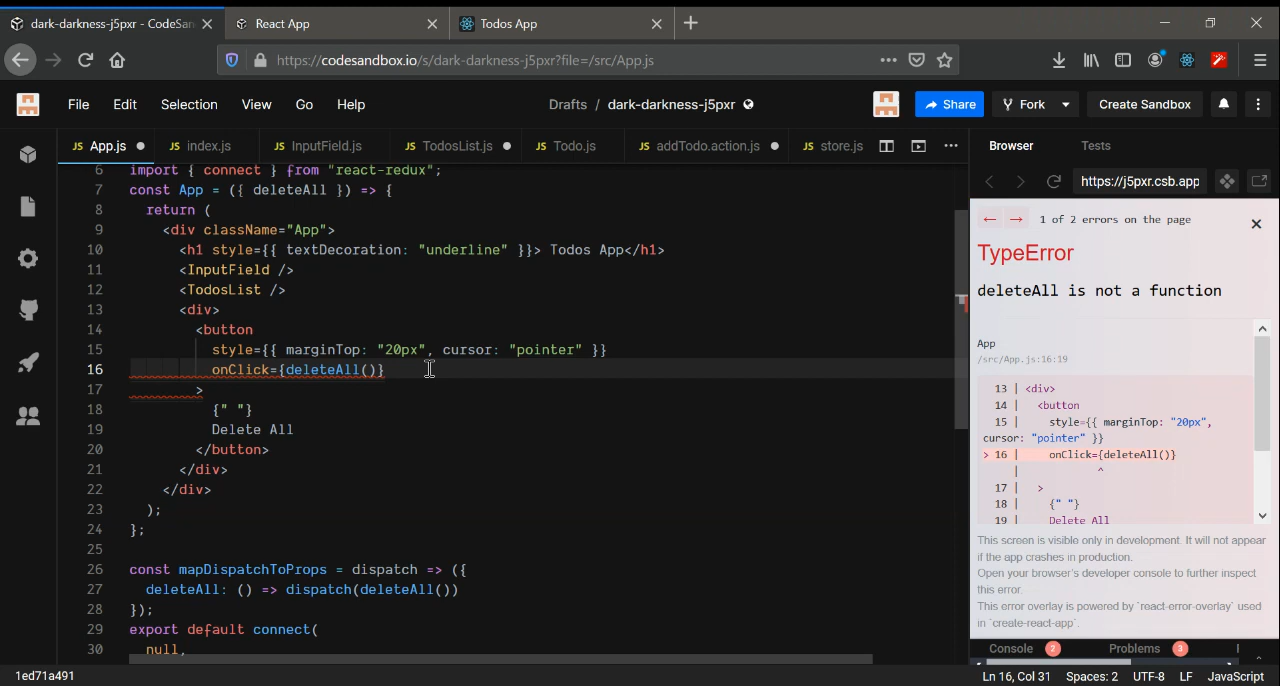 dark-darkness-j5pxr - CodeSan
React App
Todos App
https://codesandbox.io/s/dark-darkness-j5pxr?file=/src/App.js
File Edit Selection View Go Help
Drafts / dark-darkness-j5pxr
Share
Fork
Create Sandbox
JS App.js
JS index.js
JS InputField.js
JS TodosList.js
JS Todo.js
JS addTodo.action.js
JS store.js
Browser
Tests
https://j5pxr.csb.app
6 import { connect } from "react-redux";
7 const App = ({ deleteAll }) => {
8 return (
9 <div className="App">
10 <h1 style={{ textDecoration: "underline" }}> Todos App</h1>
11 <InputField />
12 <TodosList />
13 <div>
14 <button
15 style={{ marginTop: "20px", cursor: "pointer" }}
16 onClick={deleteAll()}
17 >
18 {" "}
19 Delete All
20 </button>
21 </div>
22 </div>
23 );
24 };
25
26 const mapDispatchToProps = dispatch => ({
27 deleteAll: () => dispatch(deleteAll())
28 });
29 export default connect(
30 null,
← → 1 of 2 errors on the page
TypeError
deleteAll is not a function
App
/src/App.js:16:19
13 | <div>
14 | <button
15 | style={{ marginTop: "20px",
cursor: "pointer" }}
> 16 | onClick={deleteAll()}
| ^
17 | >
18 | {" "}
19 | Delete All
This screen is visible only in development. It will not appear
if the app crashes in production.
Open your browser's developer console to further inspect
this error.
This error overlay is powered by `react-error-overlay` used
in `create-react-app`.
Console 2
Problems 3
1ed71a491
Ln 16, Col 31 Spaces: 2 UTF-8 LF JavaScript